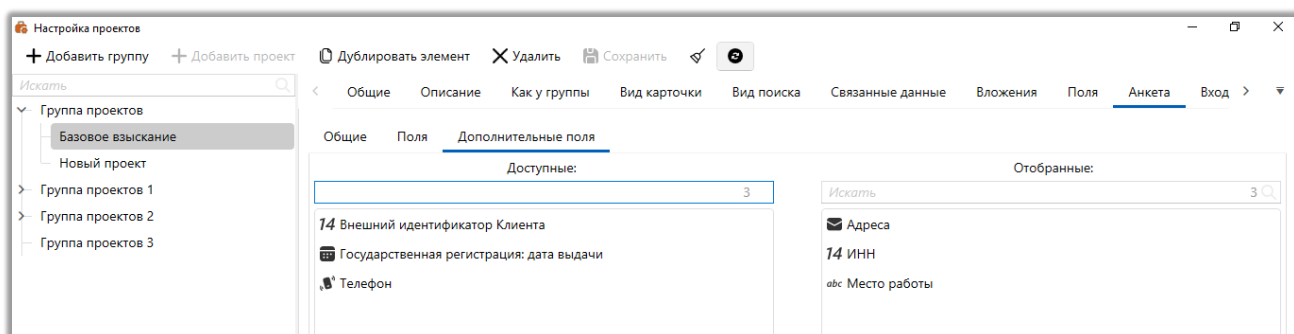 Настройка проектов
Добавить группу Добавить проект Дублировать элемент Удалить Сохранить
Искать Общие Описание Как у группы Вид карточки Вид поиска Связанные данные Вложения Поля Анкета Вход
Группа проектов
Базовое взыскание Общие Поля Дополнительные поля
Новый проект Доступные: Отобранные:
Группа проектов 1 3 Искать 3
Группа проектов 2 14 Внешний идентификатор Клиента Адреса
Группа проектов 3 Государственная регистрация: дата выдачи 14 ИНН
Телефон abc Место работы